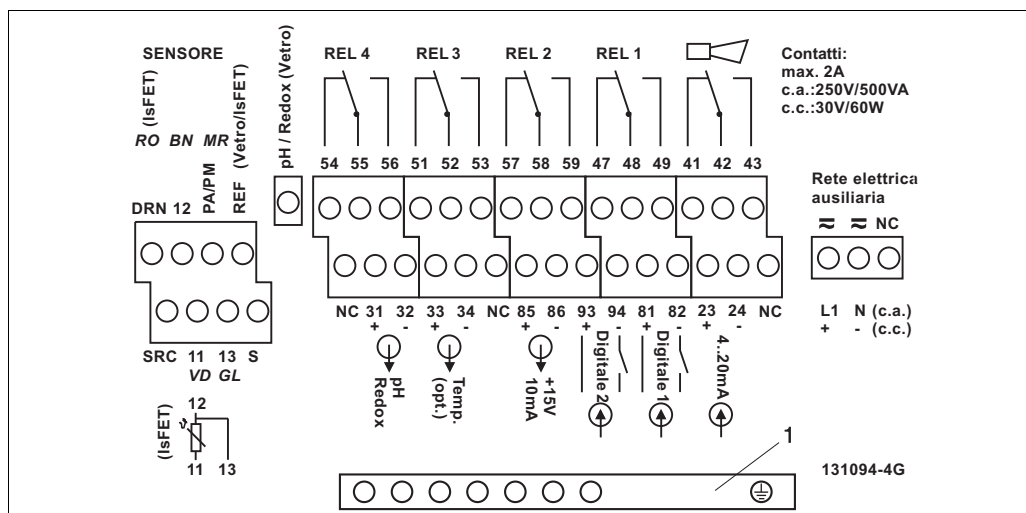 SENSORE
(IsFET)
RO BN MR
PA/PM
REF (Vetro/IsFET)
DRN 12
SRC 11 13 S
VD GL
(IsFET)
12
ϑ
11 13
pH / Redox (Vetro)
REL 4 REL 3 REL 2 REL 1
54 55 56 51 52 53 57 58 59 47 48 49 41 42 43
NC 31 32 33 34 NC 85 86 93 94 81 82 23 24 NC
+ - + - + - + - + - + -
pH
Redox
Temp.
(opt.)
+15V
10mA
Digitale 2
Digitale 1
4..20mA
Contatti:
max. 2A
c.a.:250V/500VA
c.c.:30V/60W
Rete elettrica
ausiliaria
≂ ≂ NC
L1 N (c.a.)
+ - (c.c.)
1
131094-4G